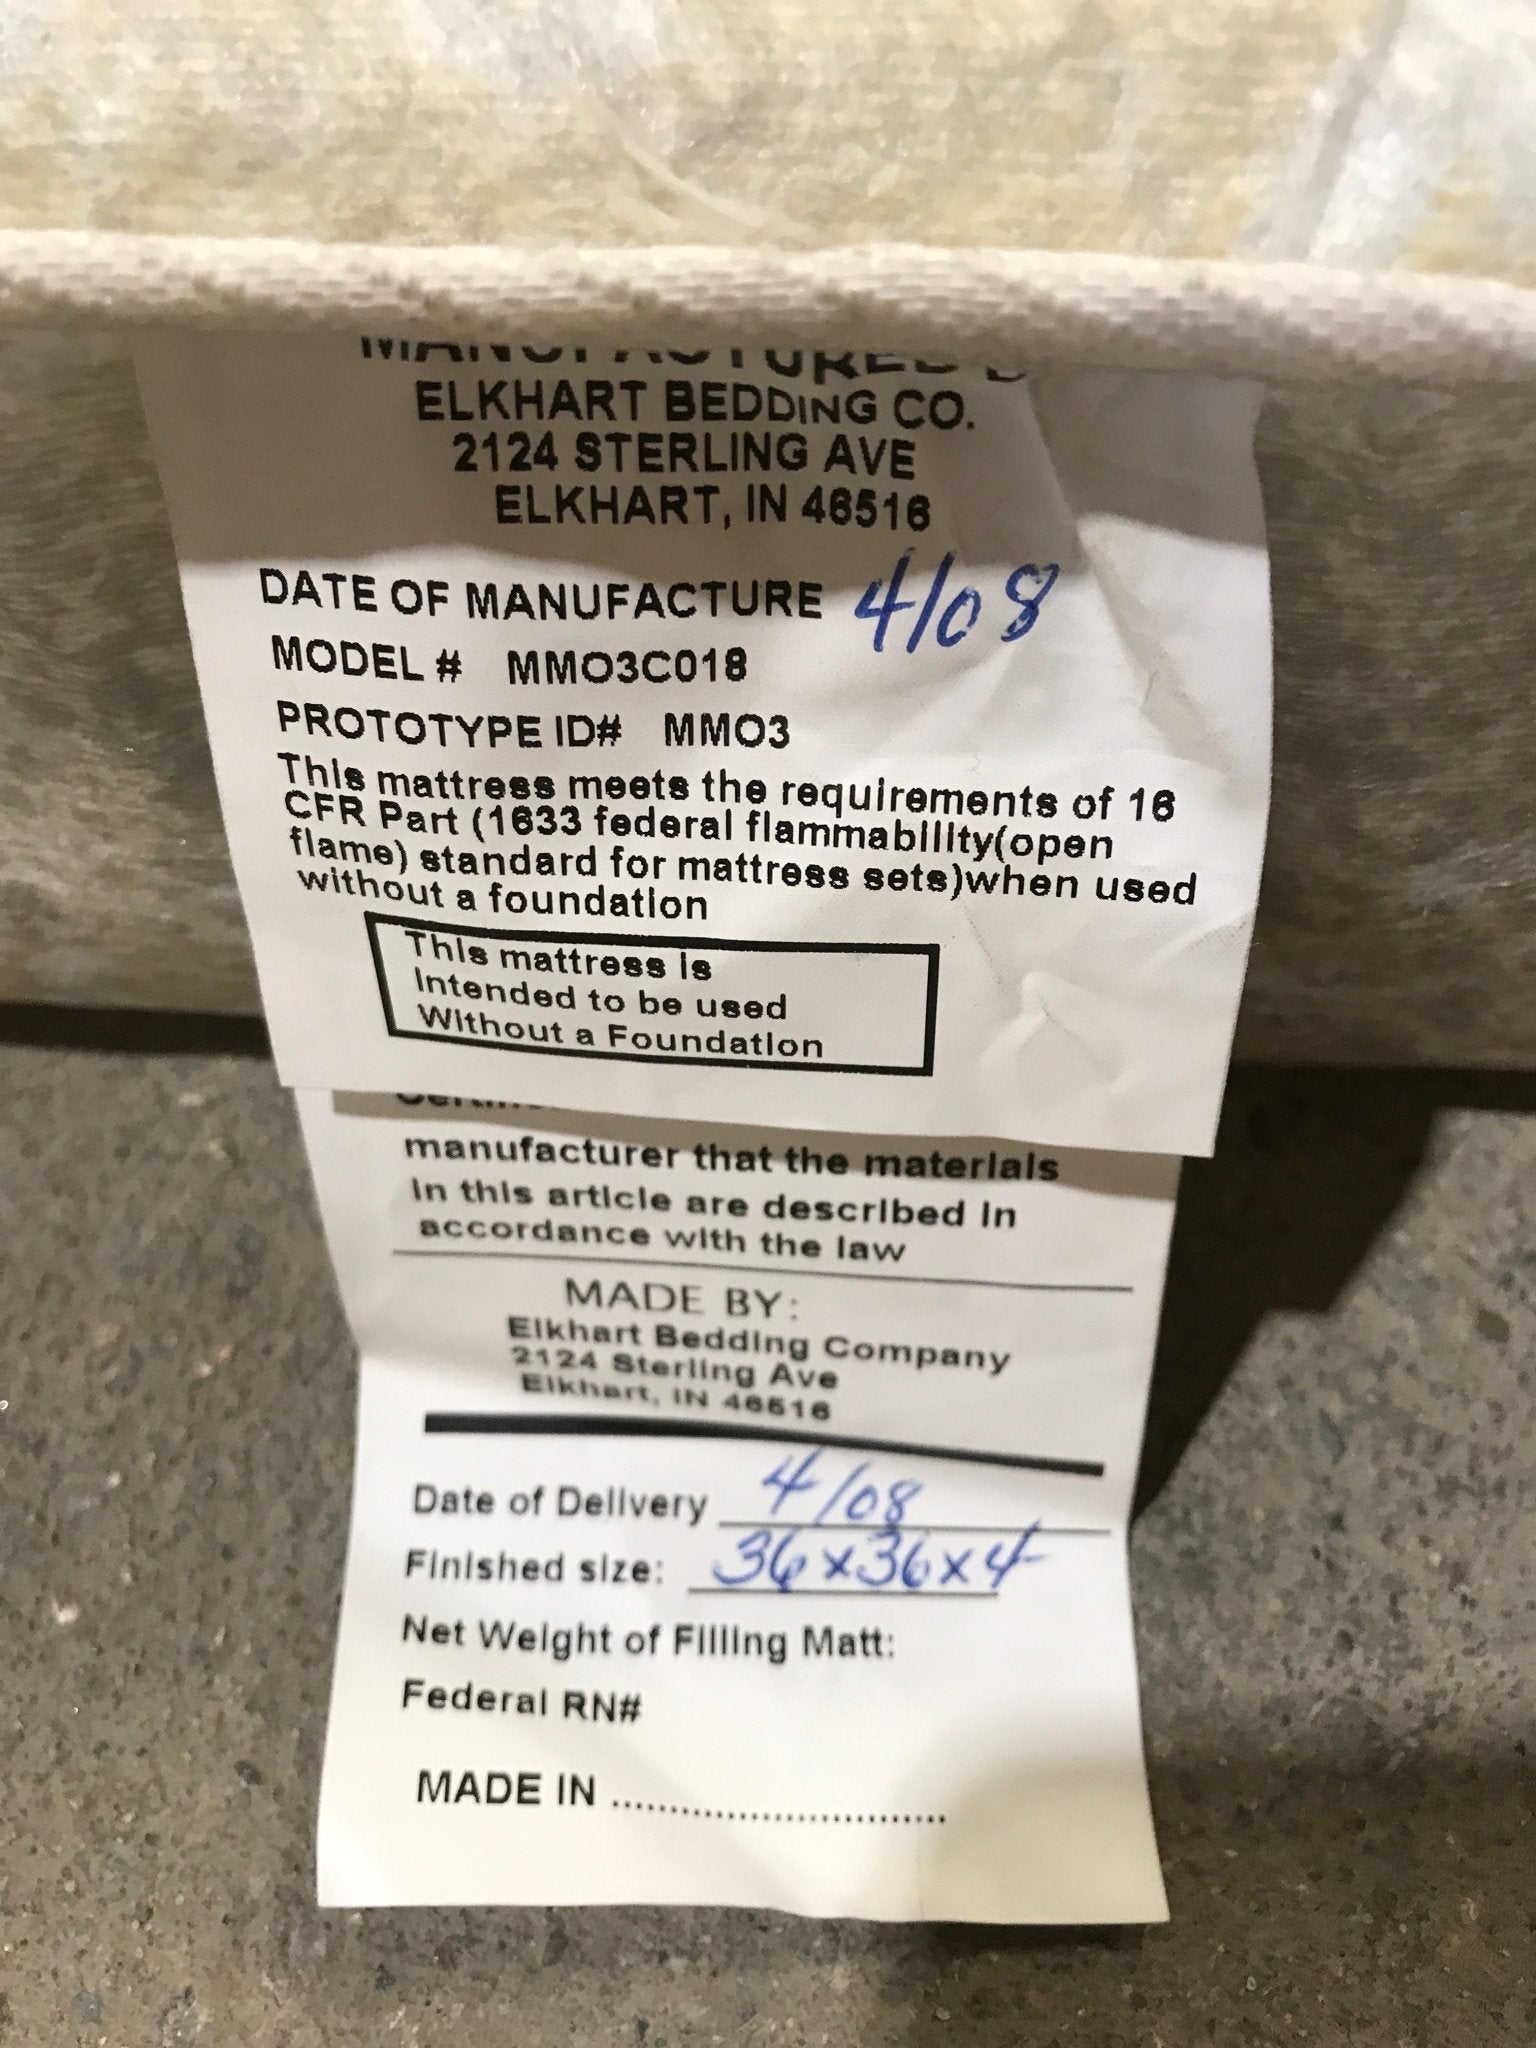 MANUFACTURED
ELKHART BEDDING CO.
2124 STERLING AVE
ELKHART, IN 46516
DATE OF MANUFACTURE 4/08
MODEL # MMO3C018
PROTOTYPE ID# MMO3
This mattress meets the requirements of 16
CFR Part (1633 federal flammability(open
flame) standard for mattress sets)when used
without a foundation
This mattress is
Intended to be used
Without a Foundation
manufacturer that the materials
in this article are described in
accordance with the law
MADE BY:
Elkhart Bedding Company
2124 Sterling Ave
Elkhart, IN 46516
Date of Delivery 4/08
Finished size: 36x36x4
Net Weight of Filling Matt:
Federal RN#
MADE IN ............................